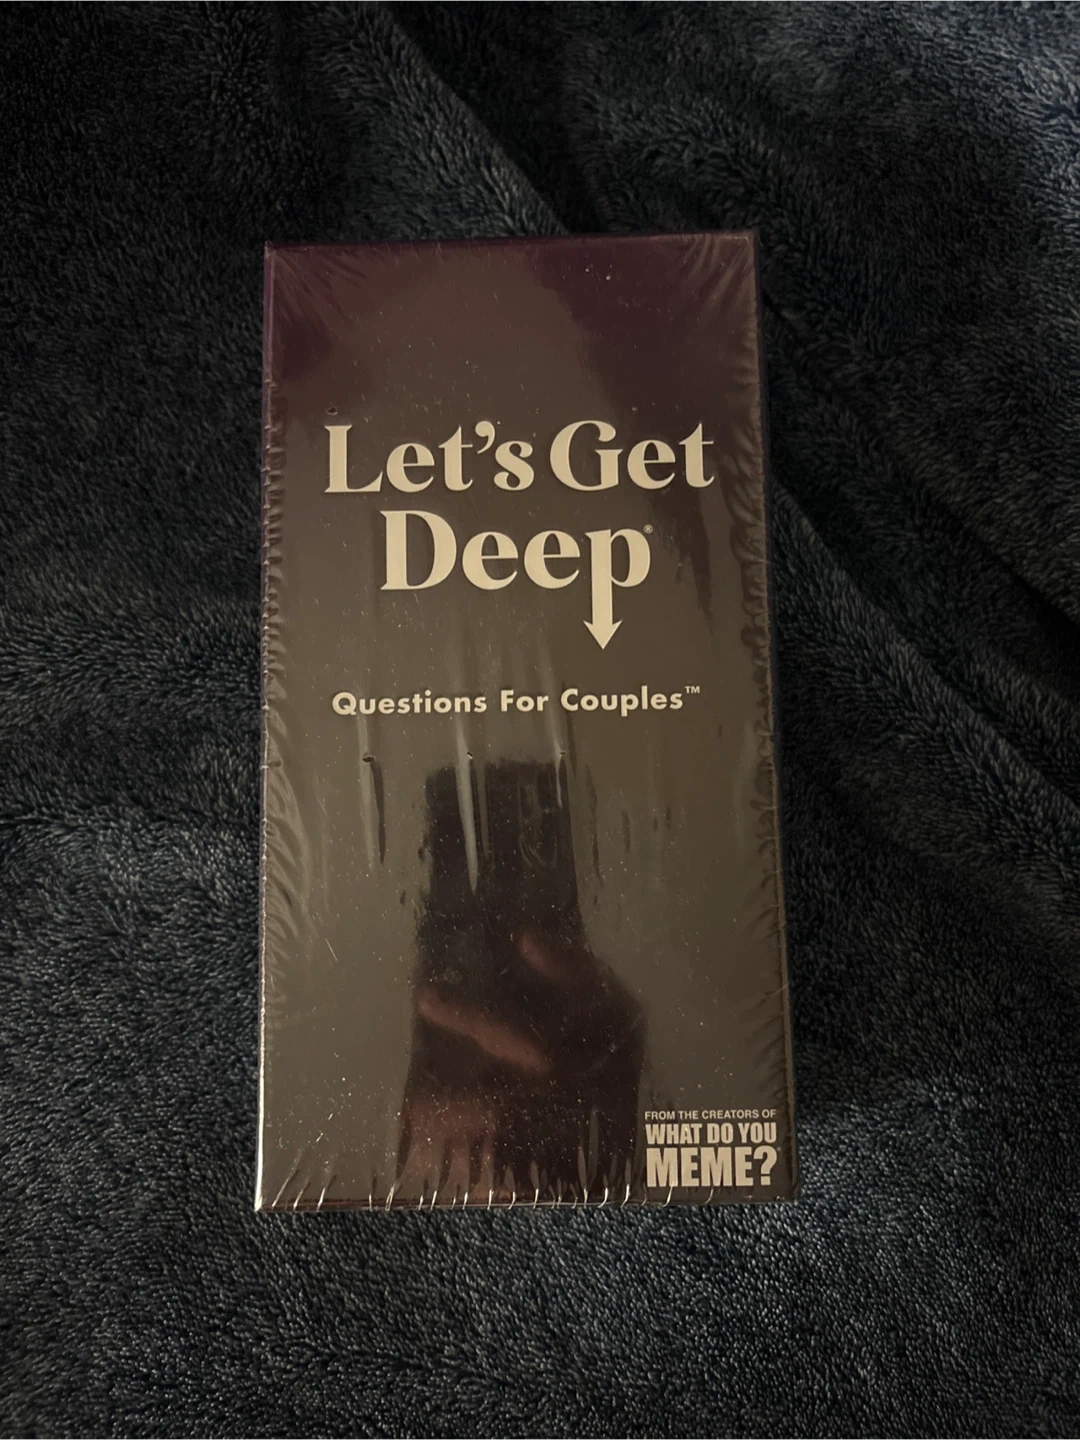 Let's Get
Deep®
Questions For Couples™
FROM THE CREATORS OF
WHAT DO YOU
MEME?